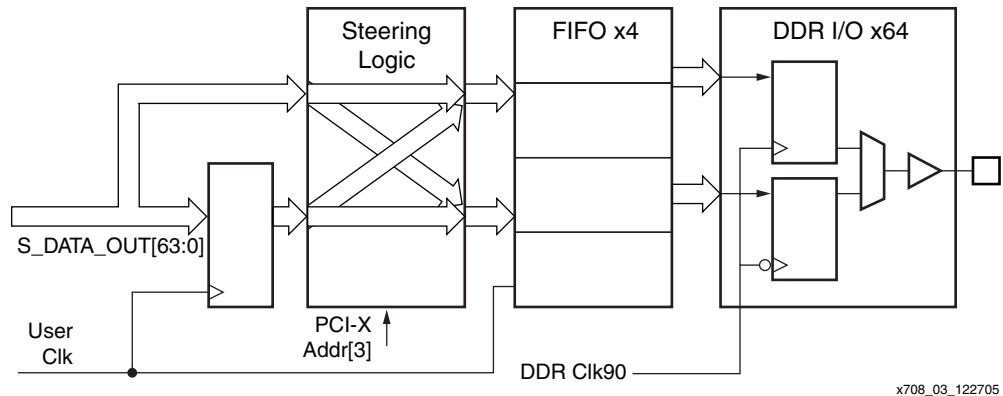 Steering
Logic
FIFO x4
DDR I/O x64
S_DATA_OUT[63:0]
User
Clk
PCI-X
Addr[3]
DDR Clk90
x708_03_122705